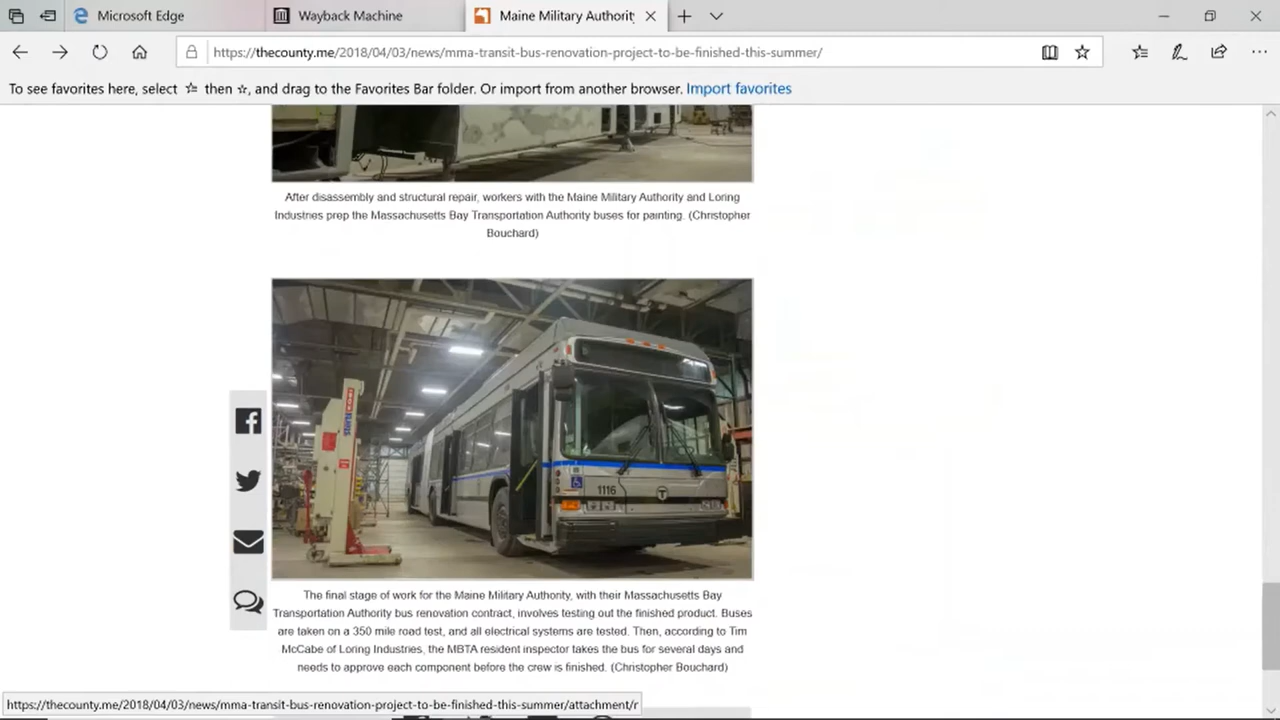 Microsoft Edge
Wayback Machine
Maine Military Authorit
https://thecounty.me/2018/04/03/news/mma-transit-bus-renovation-project-to-be-finished-this-summer/
To see favorites here, select ☆ then ☆, and drag to the Favorites Bar folder. Or import from another browser. Import favorites
After disassembly and structural repair, workers with the Maine Military Authority and Loring
Industries prep the Massachusetts Bay Transportation Authority buses for painting. (Christopher
Bouchard)
1116
T
The final stage of work for the Maine Military Authority, with their Massachusetts Bay
Transportation Authority bus renovation contract, involves testing out the finished product. Buses
are taken on a 350 mile road test, and all electrical systems are tested. Then, according to Tim
McCabe of Loring Industries, the MBTA resident inspector takes the bus for several days and
needs to approve each component before the crew is finished. (Christopher Bouchard)
https://thecounty.me/2018/04/03/news/mma-transit-bus-renovation-project-to-be-finished-this-summer/attachment/r